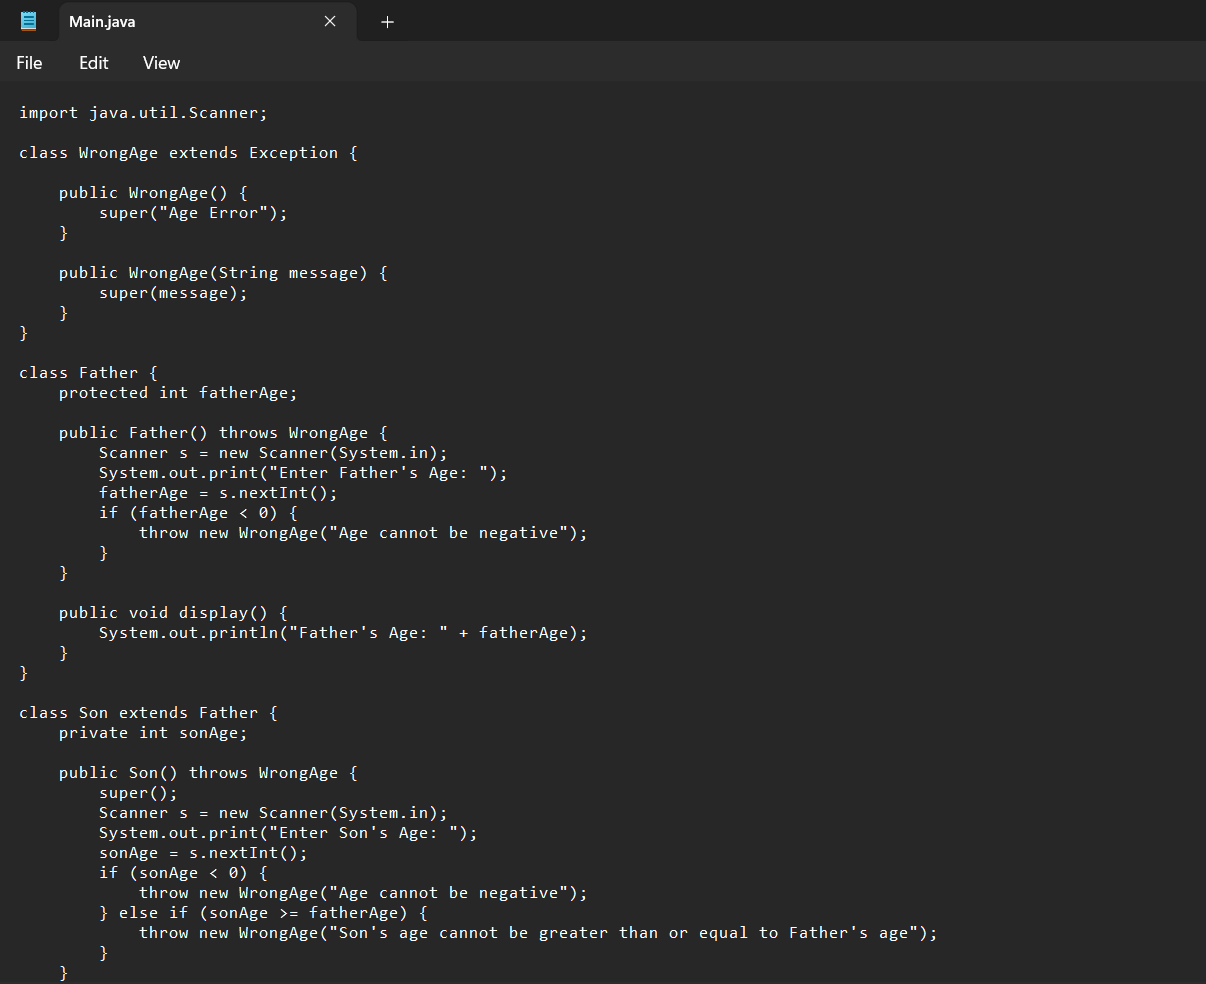 Main.java
File Edit View
import java.util.Scanner;
class WrongAge extends Exception {
    public WrongAge() {
        super("Age Error");
    }
    public WrongAge(String message) {
        super(message);
    }
}
class Father {
    protected int fatherAge;
    public Father() throws WrongAge {
        Scanner s = new Scanner(System.in);
        System.out.print("Enter Father's Age: ");
        fatherAge = s.nextInt();
        if (fatherAge < 0) {
            throw new WrongAge("Age cannot be negative");
        }
    }
    public void display() {
        System.out.println("Father's Age: " + fatherAge);
    }
}
class Son extends Father {
    private int sonAge;
    public Son() throws WrongAge {
        super();
        Scanner s = new Scanner(System.in);
        System.out.print("Enter Son's Age: ");
        sonAge = s.nextInt();
        if (sonAge < 0) {
            throw new WrongAge("Age cannot be negative");
        } else if (sonAge >= fatherAge) {
            throw new WrongAge("Son's age cannot be greater than or equal to Father's age");
        }
    }